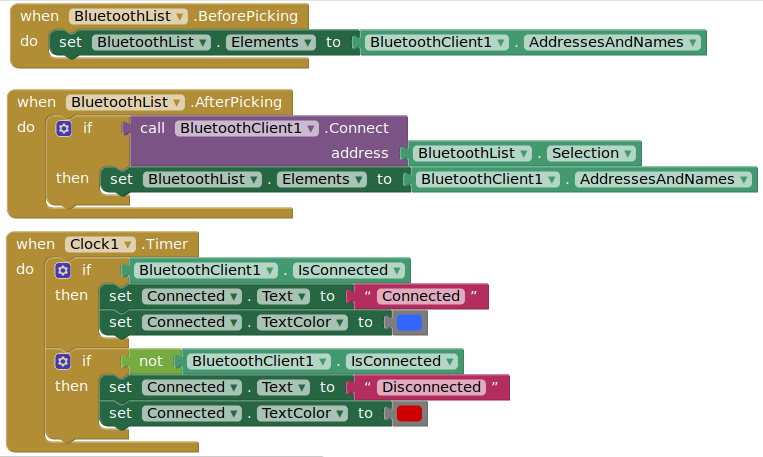 when BluetoothList .BeforePicking
do set BluetoothList . Elements to BluetoothClient1 . AddressesAndNames
when BluetoothList .AfterPicking
do if call BluetoothClient1 .Connect
address BluetoothList . Selection
then set BluetoothList . Elements to BluetoothClient1 . AddressesAndNames
when Clock1 .Timer
do if BluetoothClient1 . IsConnected
then set Connected . Text to “ Connected ”
set Connected . TextColor to
if not BluetoothClient1 . IsConnected
then set Connected . Text to “ Disconnected ”
set Connected . TextColor to